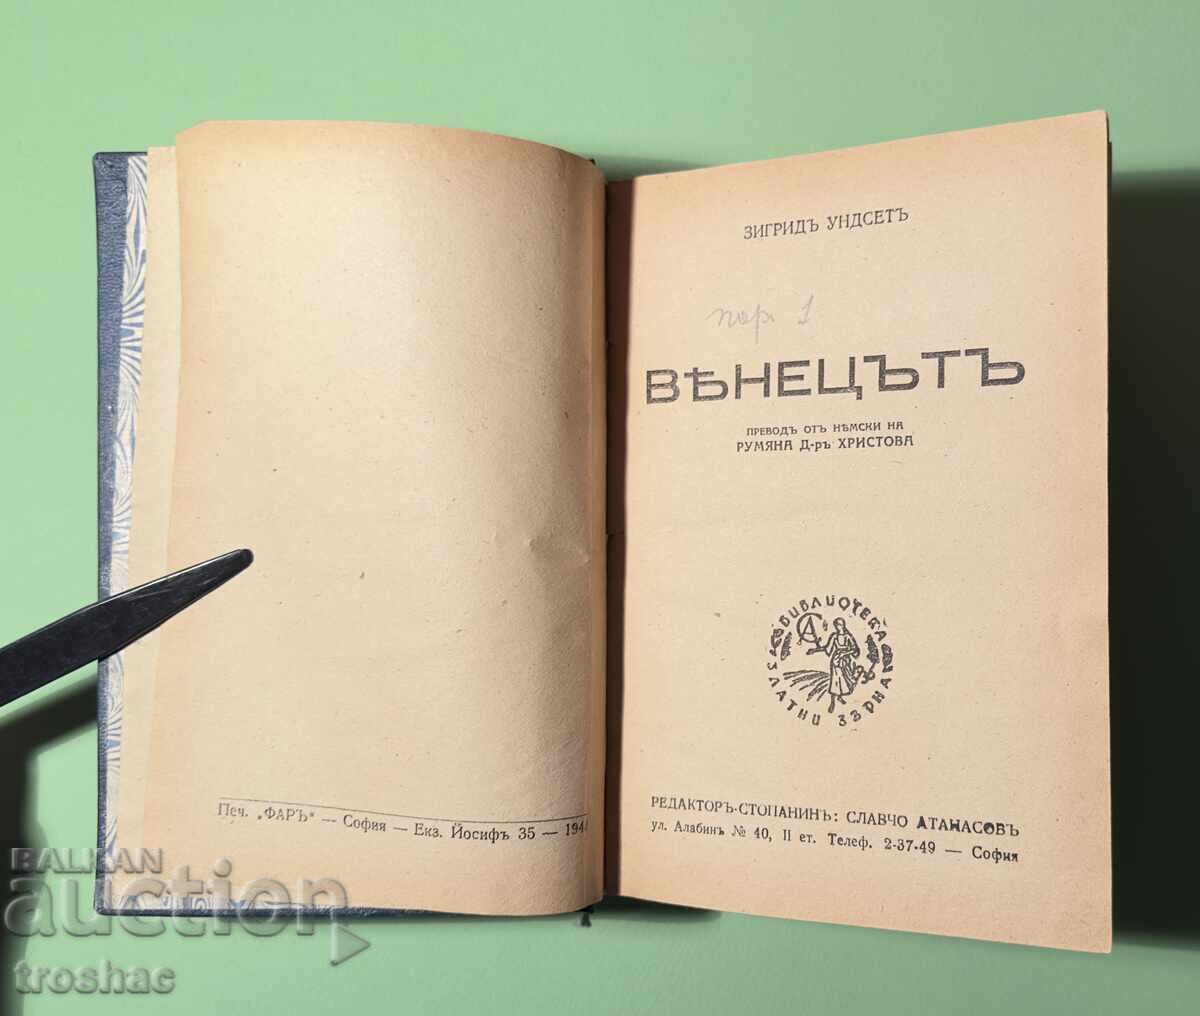 Печ. „ФАРЪ“ — София — Екз. Йосифъ 35 — 194
ЗИГРИДЪ УНДСЕТЪ
1
ВѢНЕЦЪТЪ
ПРЕВОДЪ ОТЪ НѢМСКИ НА
РУМЯНА Д-РЪ ХРИСТОВА
БИБЛИОТЕКА
ЗЛАТНИ ЗЪРНА
РЕДАКТОРЪ-СТОПАНИНЪ: СЛАВЧО АТАНАСОВЪ
ул. Алабинъ № 40, II ет. Телеф. 2-37-49 — София
BALKAN
auction
troshac